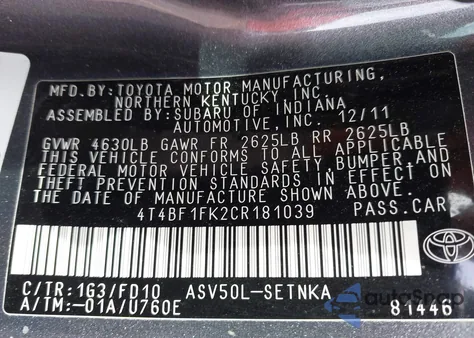 MFD. BY: TOYOTA MOTOR MANUFACTURING,
NORTHERN KENTUCKY INC.
ASSEMBLED BY: SUBARU OF INDIANA
AUTOMOTIVE, INC. 12/11
GVWR 4630LB GAWR FR 2625LB RR 2625LB
THIS VEHICLE CONFORMS TO ALL APPLICABLE
FEDERAL MOTOR VEHICLE SAFETY, BUMPER, AND
THEFT PREVENTION STANDARDS IN EFFECT ON
THE DATE OF MANUFACTURE SHOWN ABOVE.
4T4BF1FK2CR181039 PASS.CAR
C/TR: 1G3/FD10 ASV50L-SETNKA
A/TM: -01A/U760E 81446
autoSnap